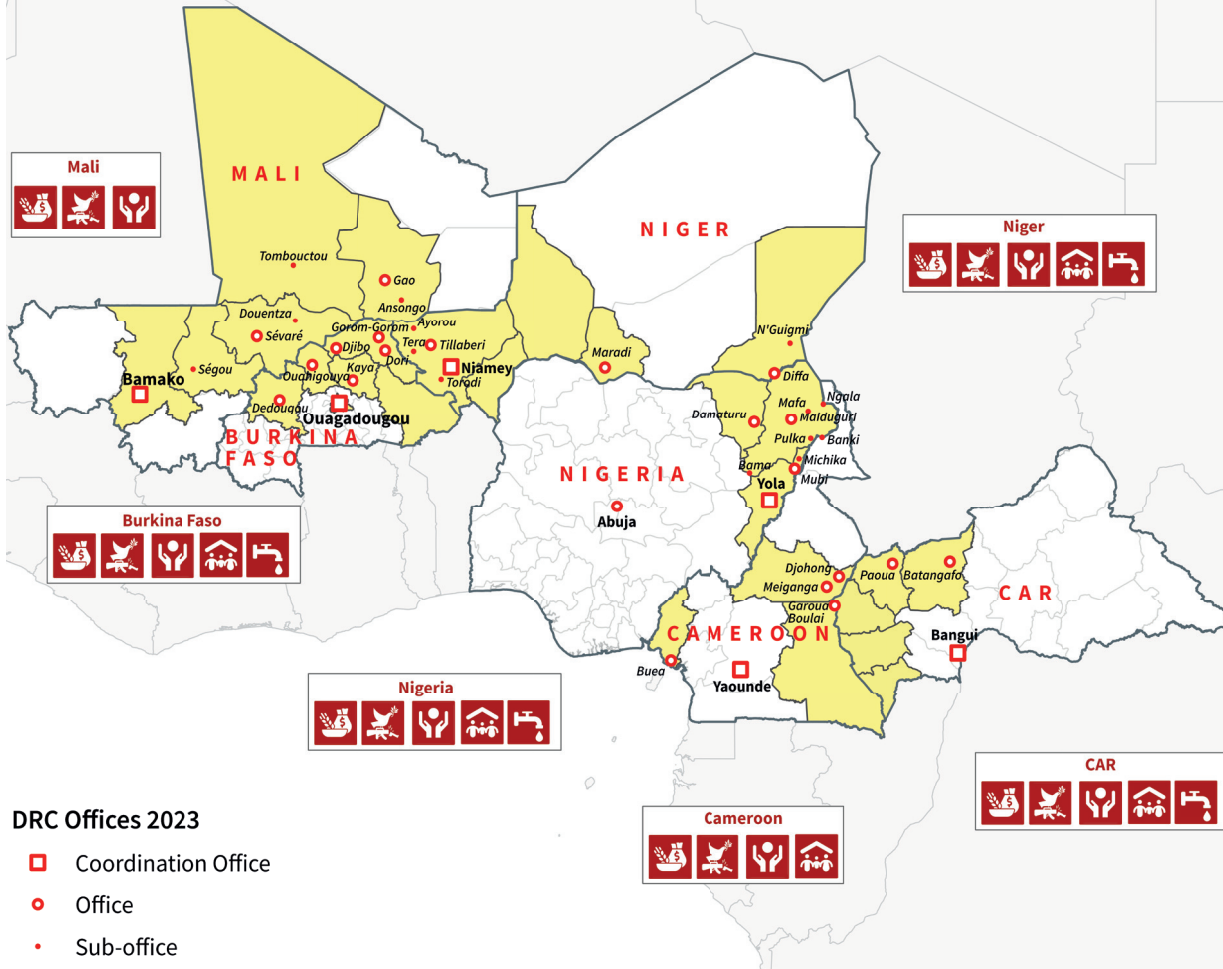 Mali
MALI
NIGER
Niger
Tombouctou
Gao
Ansongo
Douentza
Gorom-Gorom
Ayorou
N'Guigmi
Sévaré
Djibo
Tera
Tillaberi
Dori
Maradi
Ségou
Ouahigouya
Kaya
Niamey
Torodi
Diffa
Bamako
Dedougou
Ouagadougou
BURKINA
FASO
Ngala
Mafa
Damaturu
Maidugud
Pulka
Banki
Michika
Bama
Mubi
Yola
NIGERIA
Abuja
Burkina Faso
Djohong
Meiganga
Paoua
Batangafo
Garoua
Boulai
CAR
CAMEROON
Bangui
Buea
Yaounde
Nigeria
$
CAR
Cameroon
DRC Offices 2023
Coordination Office
Office
Sub-office